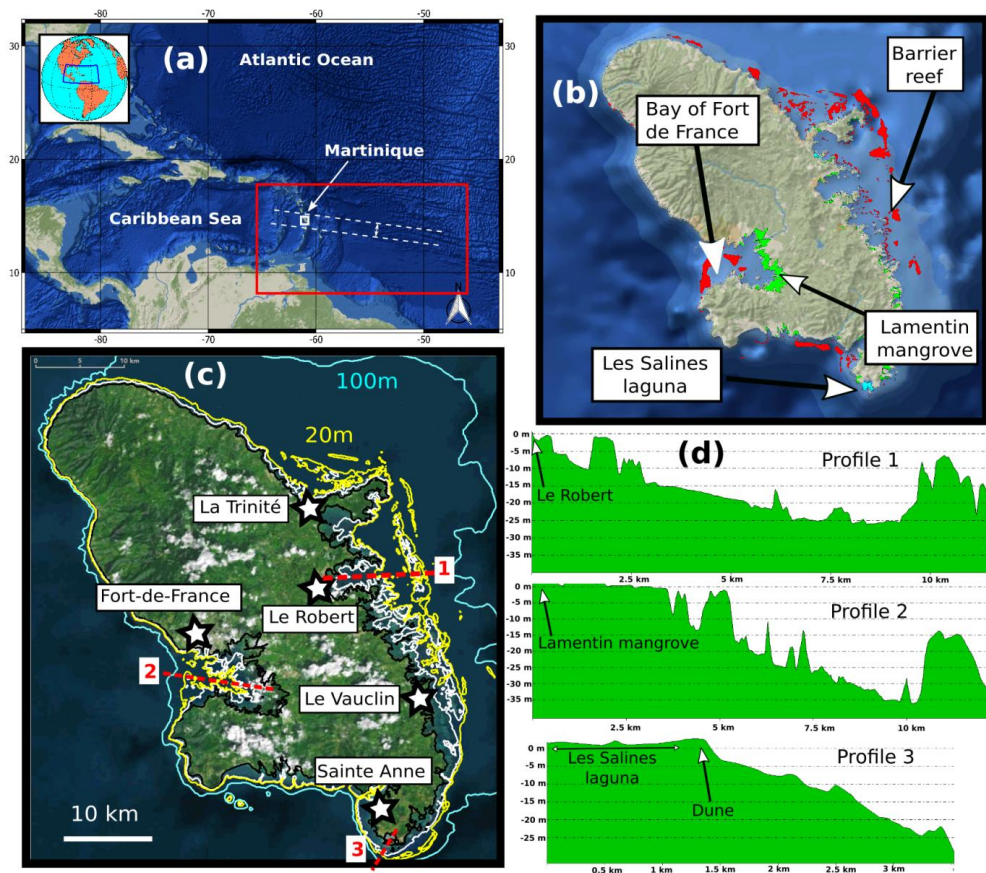 -80
-70
-60
-50
30
20
10
(a)
Atlantic Ocean
Martinique
Caribbean Sea
N
-80
-70
-60
-50
(b)
Barrier
reef
Bay of Fort
de France
Lamentin
mangrove
Les Salines
laguna
0
5
10 km
(c)
100m
20m
La Trinité
1
Fort-de-France
Le Robert
2
Le Vauclin
Sainte Anne
10 km
3
(d)
0 m
-5 m
-10 m
-15 m
-20 m
-25 m
-30 m
-35 m
Profile 1
Le Robert
2.5 km
5 km
7.5 km
10 km
0 m
-5 m
-10 m
-15 m
-20 m
-25 m
-30 m
-35 m
Profile 2
Lamentin mangrove
2.5 km
5 km
7.5 km
10 km
0 m
-5 m
-10 m
-15 m
-20 m
-25 m
Profile 3
Les Salines
laguna
Dune
0.5 km
1 km
1.5 km
2 km
2.5 km
3 km